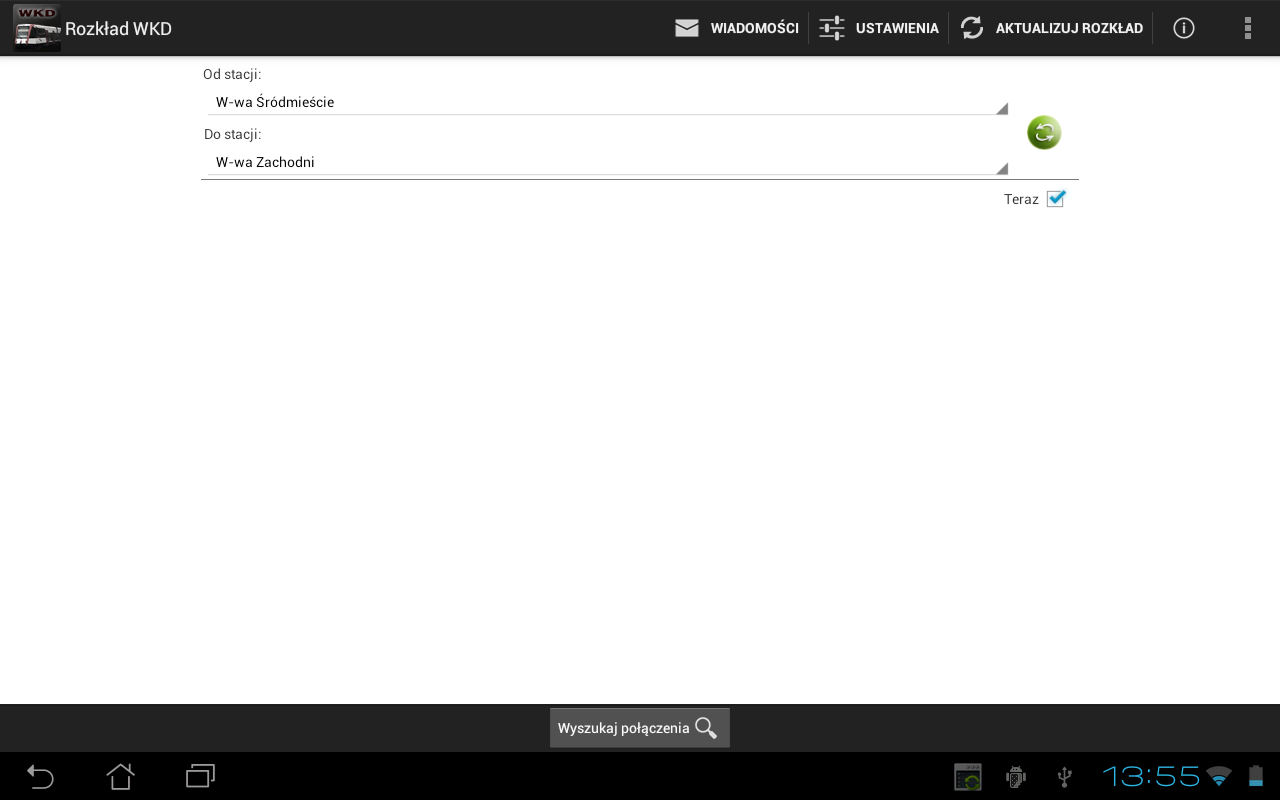 WKD
Rozkład WKD
WIADOMOŚCI
USTAWIENIA
AKTUALIZUJ ROZKŁAD
Od stacji:
W-wa Śródmieście
Do stacji:
W-wa Zachodni
Teraz
Wyszukaj połączenia
13:55